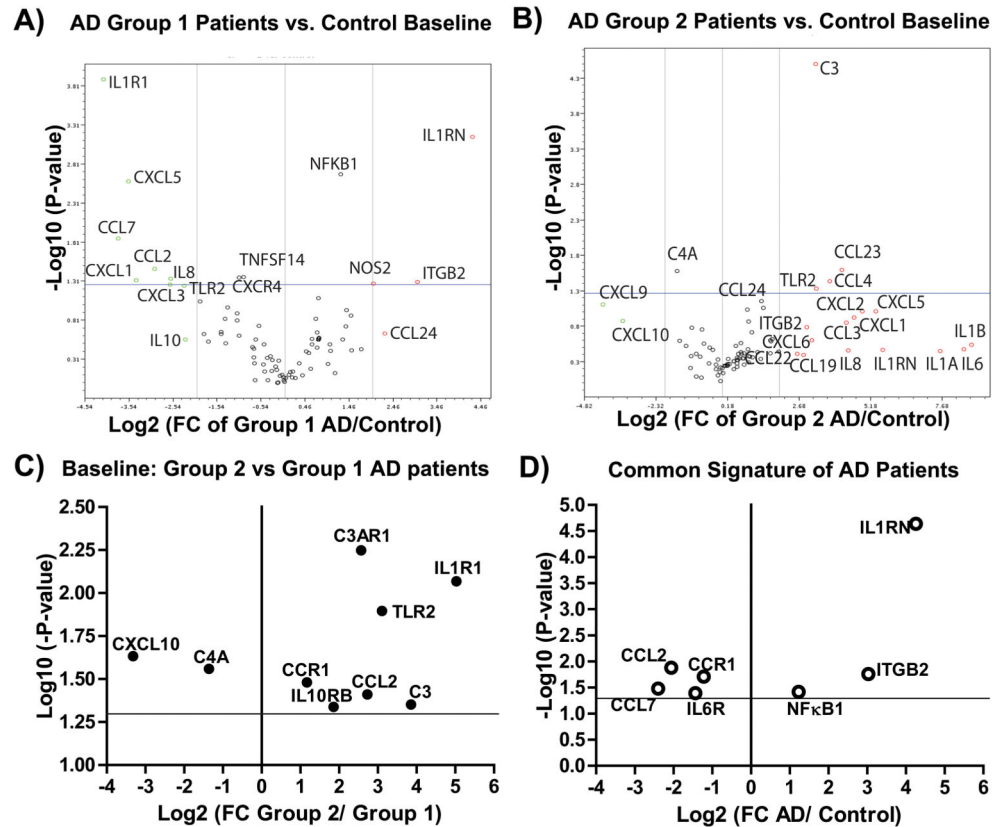 A) AD Group 1 Patients vs. Control Baseline
-Log10 (P-value)
3.81
3.31
2.81
2.31
1.81
1.31
0.81
0.31
IL1R1
IL1RN
NFKB1
CXCL5
CCL7
CCL2
TNFSF14
CXCL1
IL8
NOS2
ITGB2
CXCL3
TLR2
CXCR4
IL10
CCL24
-4.54 -3.54 -2.54 -1.54 -0.54 0.46 1.46 2.46 3.46 4.46
Log2 (FC of Group 1 AD/Control)
B) AD Group 2 Patients vs. Control Baseline
-Log10 (P-value)
4.3
3.8
3.3
2.8
2.3
1.8
1.3
0.8
0.3
C3
C4A
CCL23
TLR2
CCL4
CXCL9
CCL24
CXCL2
CXCL5
CXCL10
ITGB2
CCL3
CXCL1
CXCL6
IL1B
CCL22
CCL19
IL8
IL1RN
IL1A
IL6
-4.82 -2.32 0.18 2.68 5.18 7.68
Log2 (FC of Group 2 AD/Control)
C) Baseline: Group 2 vs Group 1 AD patients
Log10 (-P-value)
2.50
2.25
2.00
1.75
1.50
1.25
1.00
C3AR1
IL1R1
TLR2
CXCL10
C4A
CCR1
IL10RB
CCL2
C3
-4 -3 -2 -1 0 1 2 3 4 5 6
Log2 (FC Group 2/ Group 1)
D) Common Signature of AD Patients
-Log10 (P-value)
5.0
4.5
4.0
3.5
3.0
2.5
2.0
1.5
1.0
0.5
0.0
IL1RN
CCL2
CCR1
ITGB2
CCL7
IL6R
NFκB1
-4 -3 -2 -1 0 1 2 3 4 5 6
Log2 (FC AD/ Control)